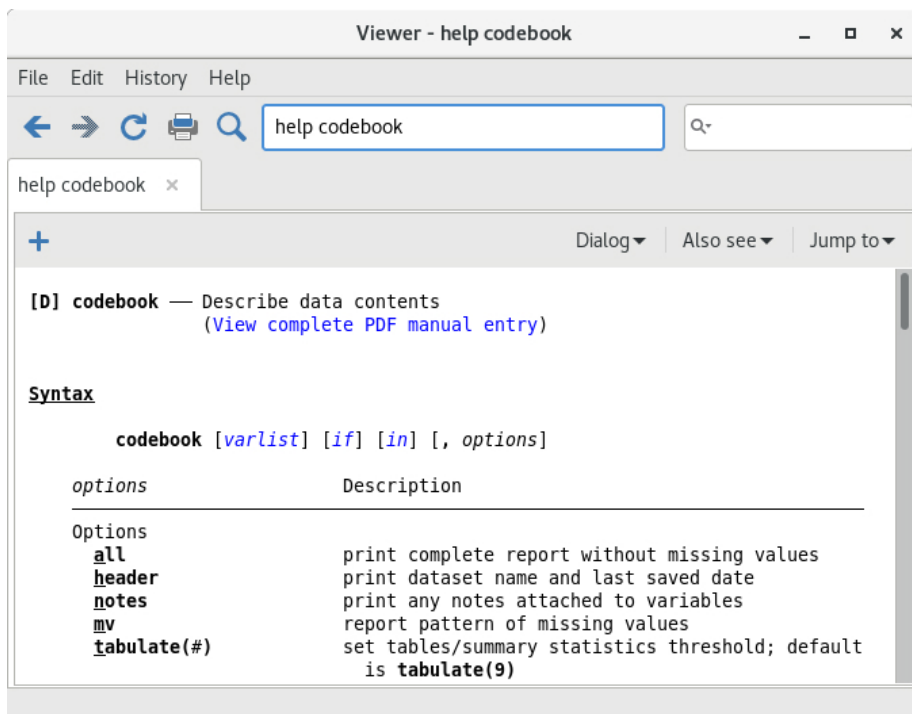 Viewer - help codebook
File Edit History Help
help codebook
help codebook
Dialog Also see Jump to
[D] codebook — Describe data contents
(View complete PDF manual entry)
Syntax
codebook [varlist] [if] [in] [, options]
options Description
Options
all print complete report without missing values
header print dataset name and last saved date
notes print any notes attached to variables
mv report pattern of missing values
tabulate(#) set tables/summary statistics threshold; default
is tabulate(9)